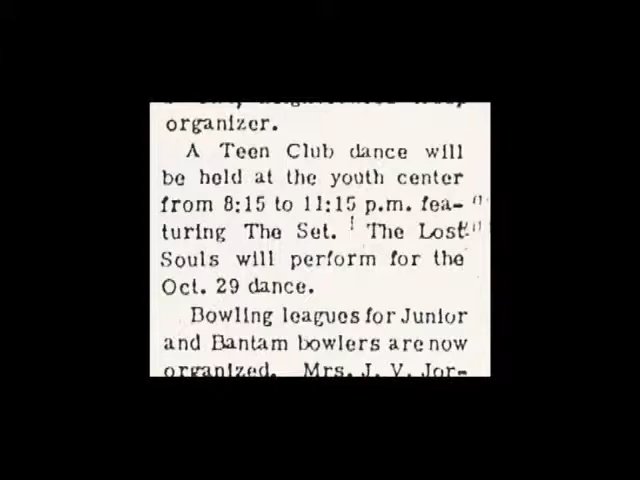 organizer.
A Teen Club dance will
be held at the youth center
from 8:15 to 11:15 p.m. fea-
turing The Set. The Lost
Souls will perform for the
Oct. 29 dance.
Bowling leagues for Junior
and Bantam bowlers are now
organized. Mrs. J. V. Jor-